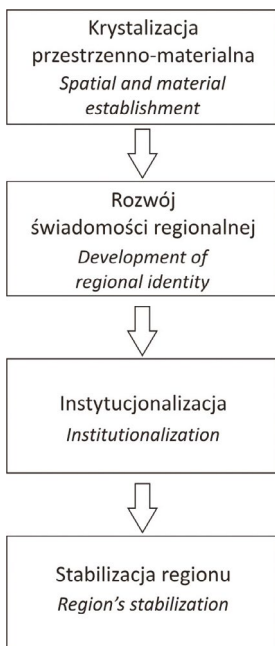 Krystalizacja
przestrzenno-materialna
Spatial and material
establishment
Rozwój
świadomości regionalnej
Development of
regional identity
Instytucjonalizacja
Institutionalization
Stabilizacja regionu
Region's stabilization